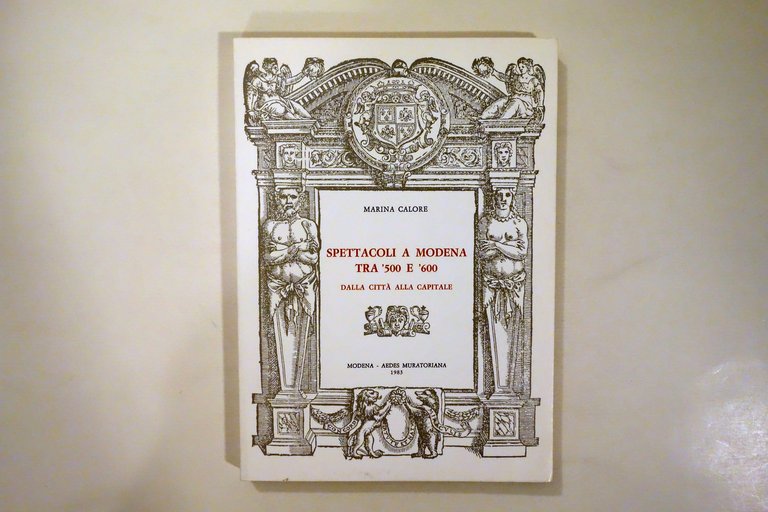 MARINA CALORE
SPETTACOLI A MODENA
TRA '500 E '600
DALLA CITTÀ ALLA CAPITALE
MODENA - AEDES MURATORIANA
1983